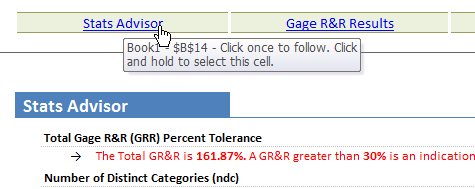 Stats Advisor Gage R&R Results
Book1 - $B$14 - Click once to follow. Click
and hold to select this cell.
Stats Advisor
Total Gage R&R (GRR) Percent Tolerance
→ The Total GR&R is 161.87%. A GR&R greater than 30% is an indication
Number of Distinct Categories (ndc)